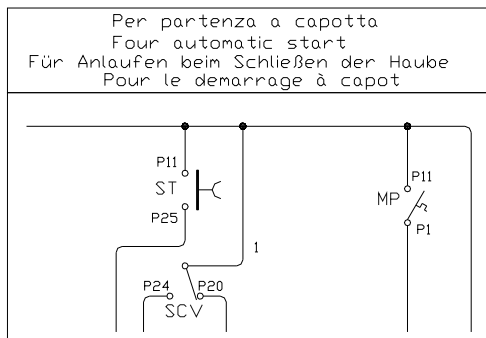 Per partenza a capotta
Four automatic start
Für Anlaufen beim Schließen der Haube
Pour le demarrage à capot
P11
ST
P25
P11
MP
P1
1
P24
P20
SCV